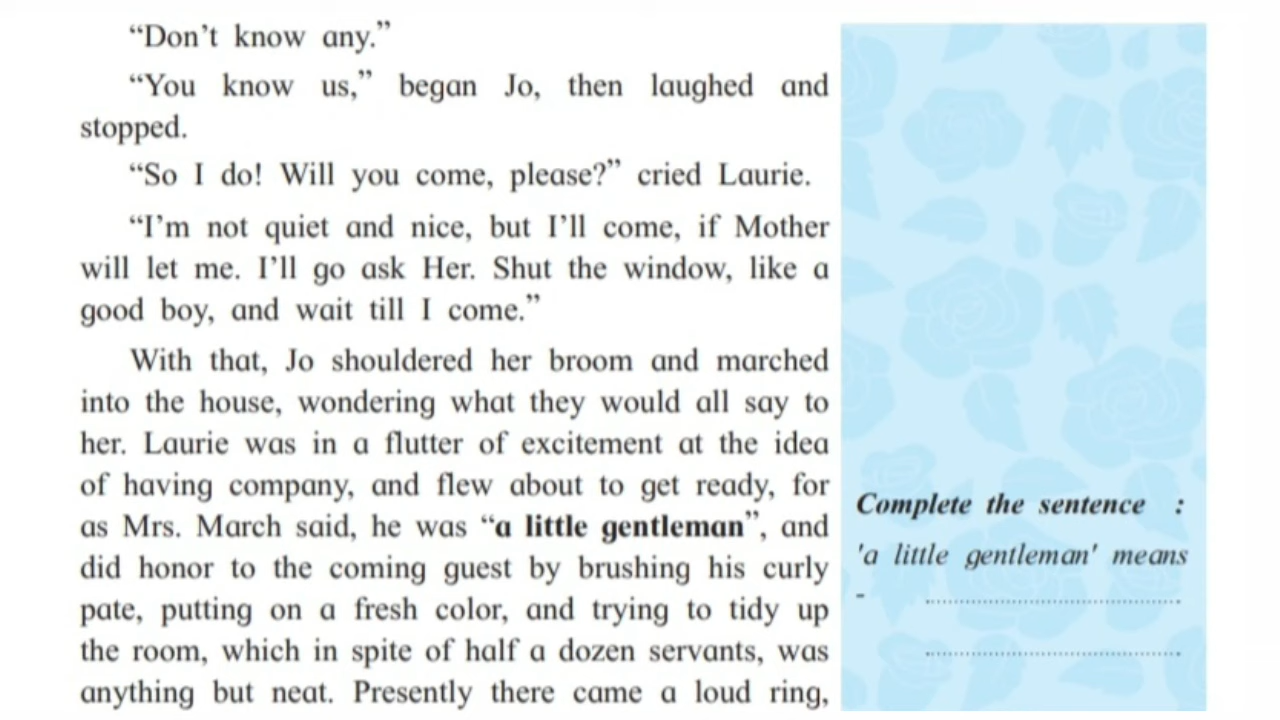 “Don’t know any.”
“You know us,” began Jo, then laughed and
stopped.
“So I do! Will you come, please?” cried Laurie.
“I’m not quiet and nice, but I’ll come, if Mother
will let me. I’ll go ask Her. Shut the window, like a
good boy, and wait till I come.”
With that, Jo shouldered her broom and marched
into the house, wondering what they would all say to
her. Laurie was in a flutter of excitement at the idea
of having company, and flew about to get ready, for
as Mrs. March said, he was “a little gentleman”, and
did honor to the coming guest by brushing his curly
pate, putting on a fresh color, and trying to tidy up
the room, which in spite of half a dozen servants, was
anything but neat. Presently there came a loud ring,
Complete the sentence :
'a little gentleman' means
- ..........................................
..........................................